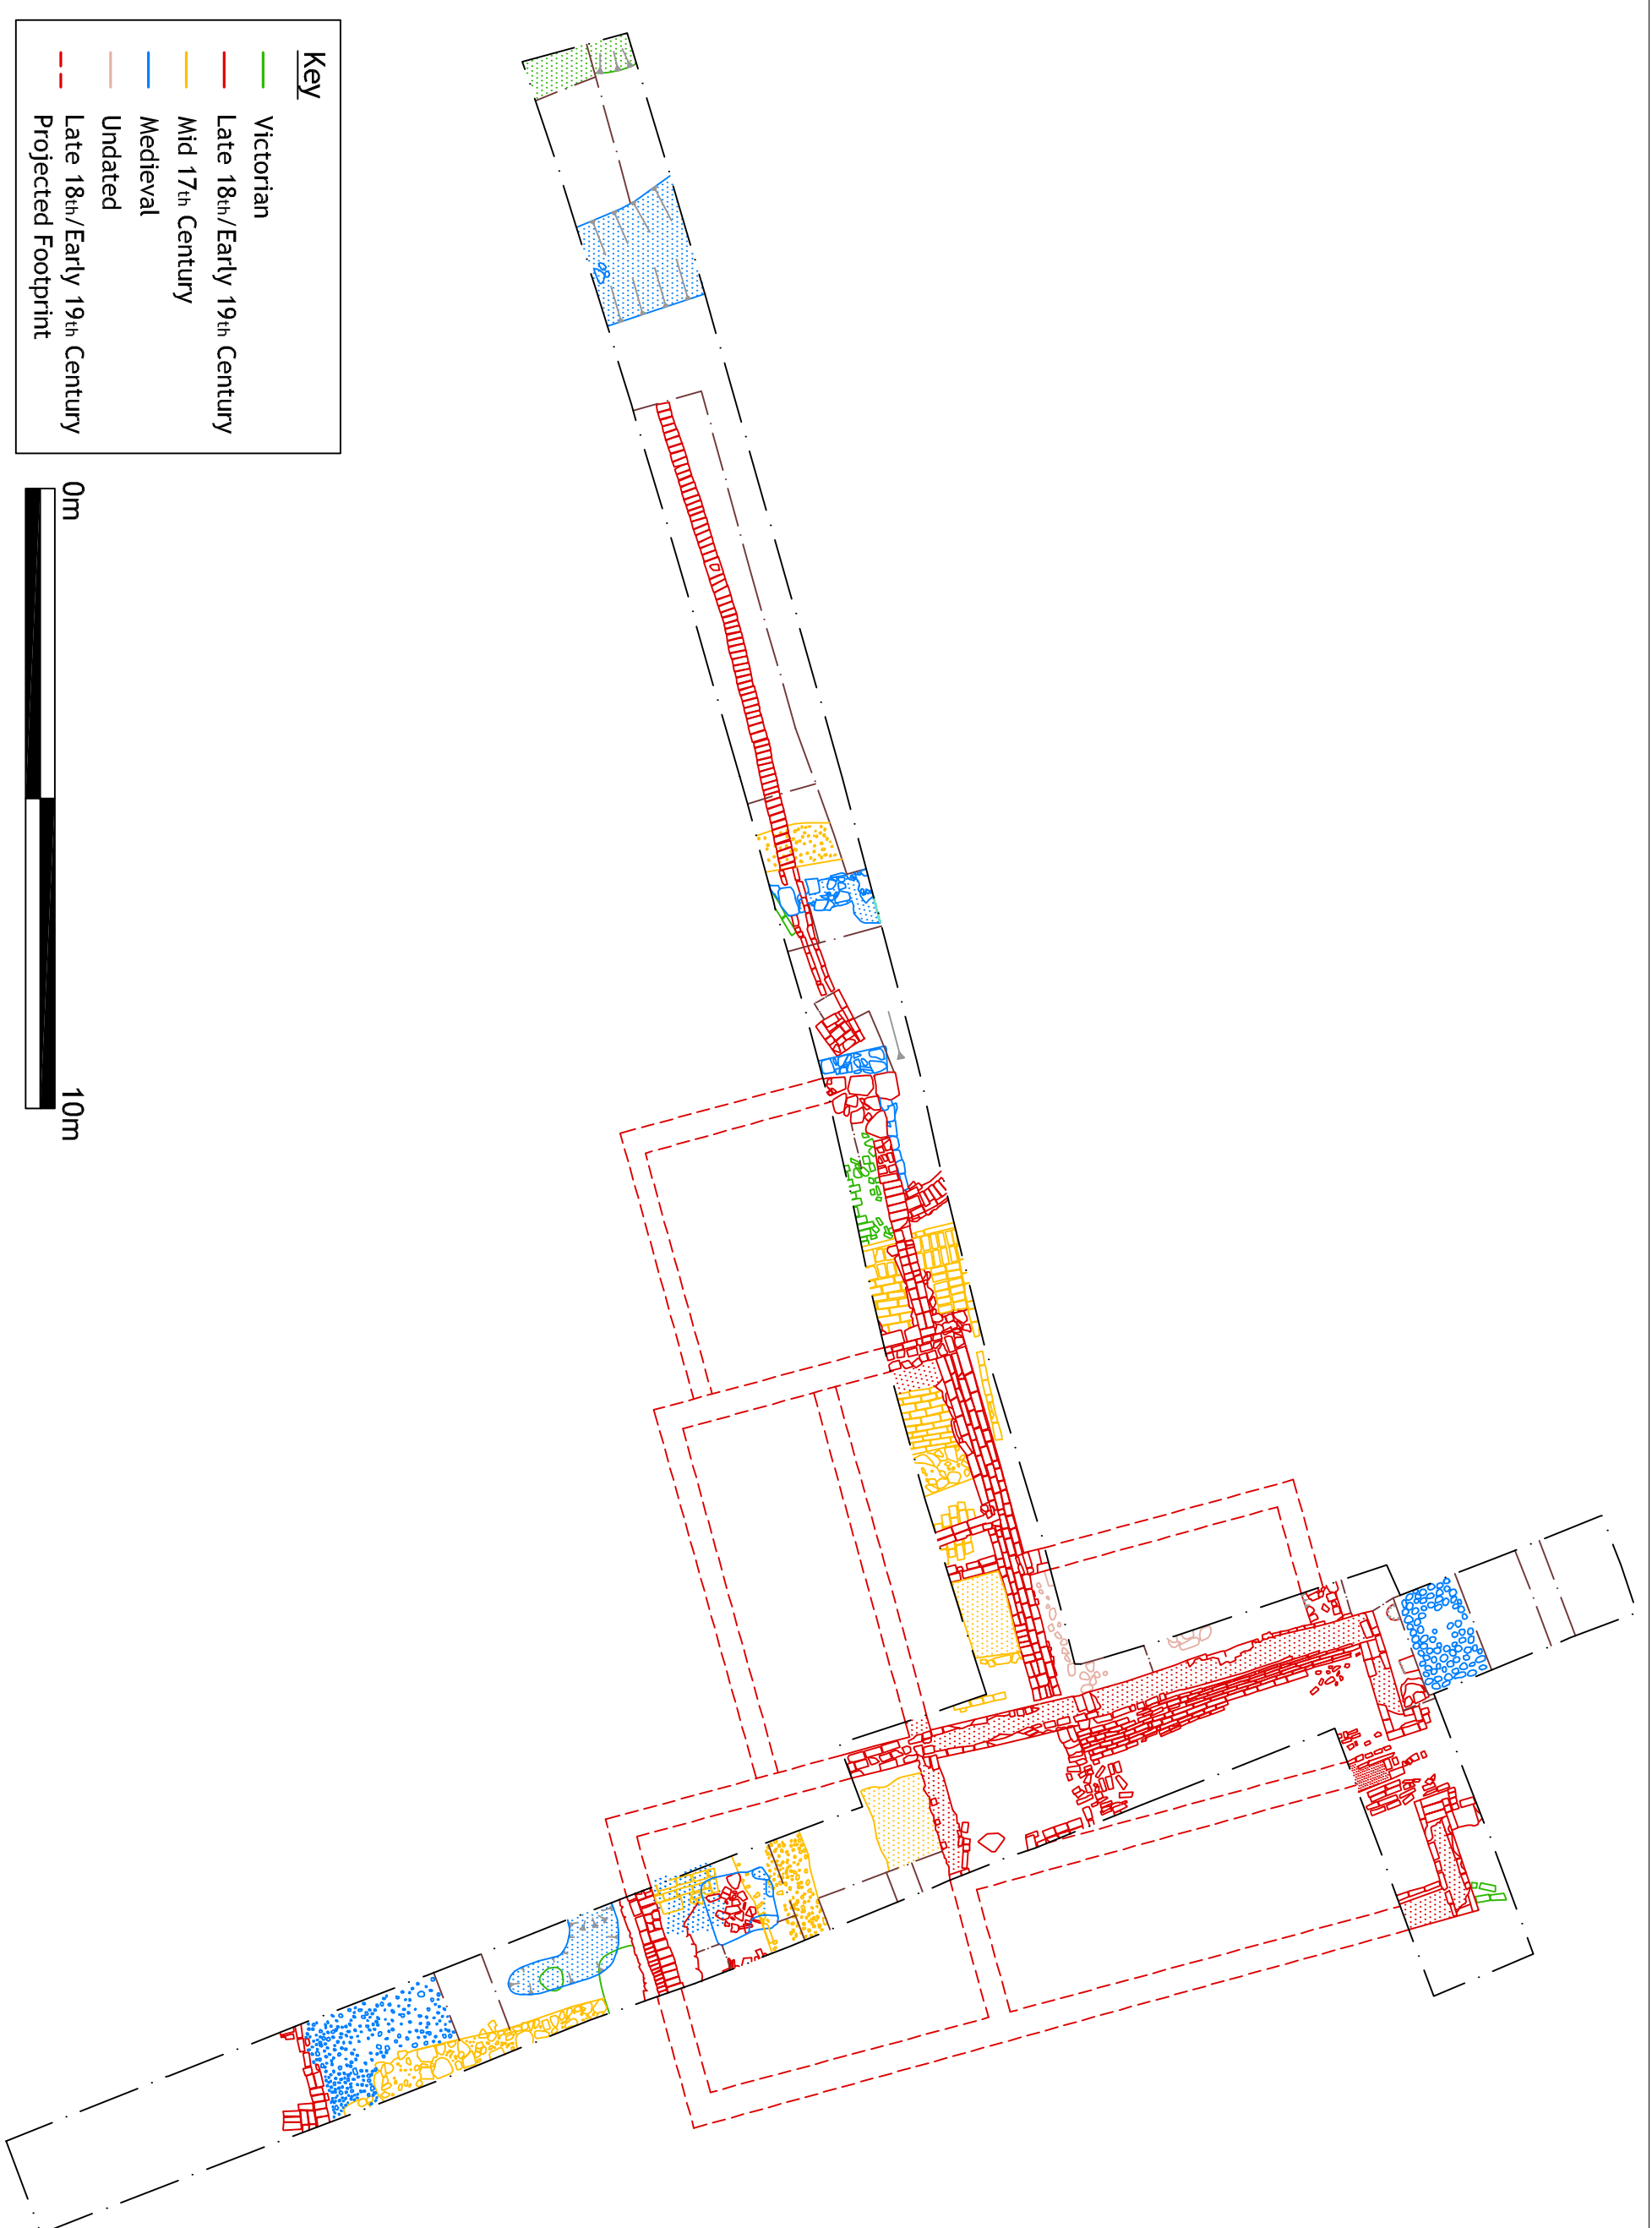 Key
Victorian
Late 18th/Early 19th Century
Mid 17th Century
Medieval
Undated
Late 18th/Early 19th Century
Projected Footprint
0m
10m
28